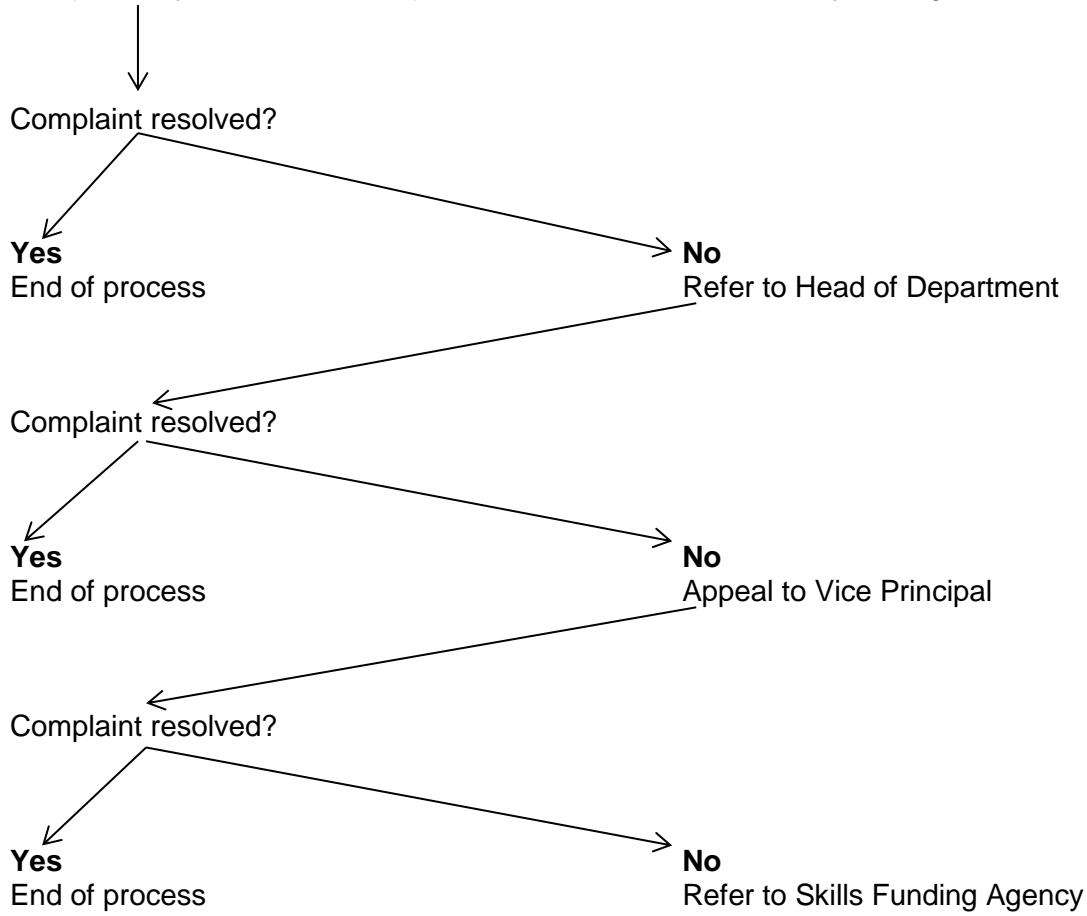 Complaint resolved?
Yes
End of process
No
Refer to Head of Department
Complaint resolved?
Yes
End of process
No
Appeal to Vice Principal
Complaint resolved?
Yes
End of process
No
Refer to Skills Funding Agency